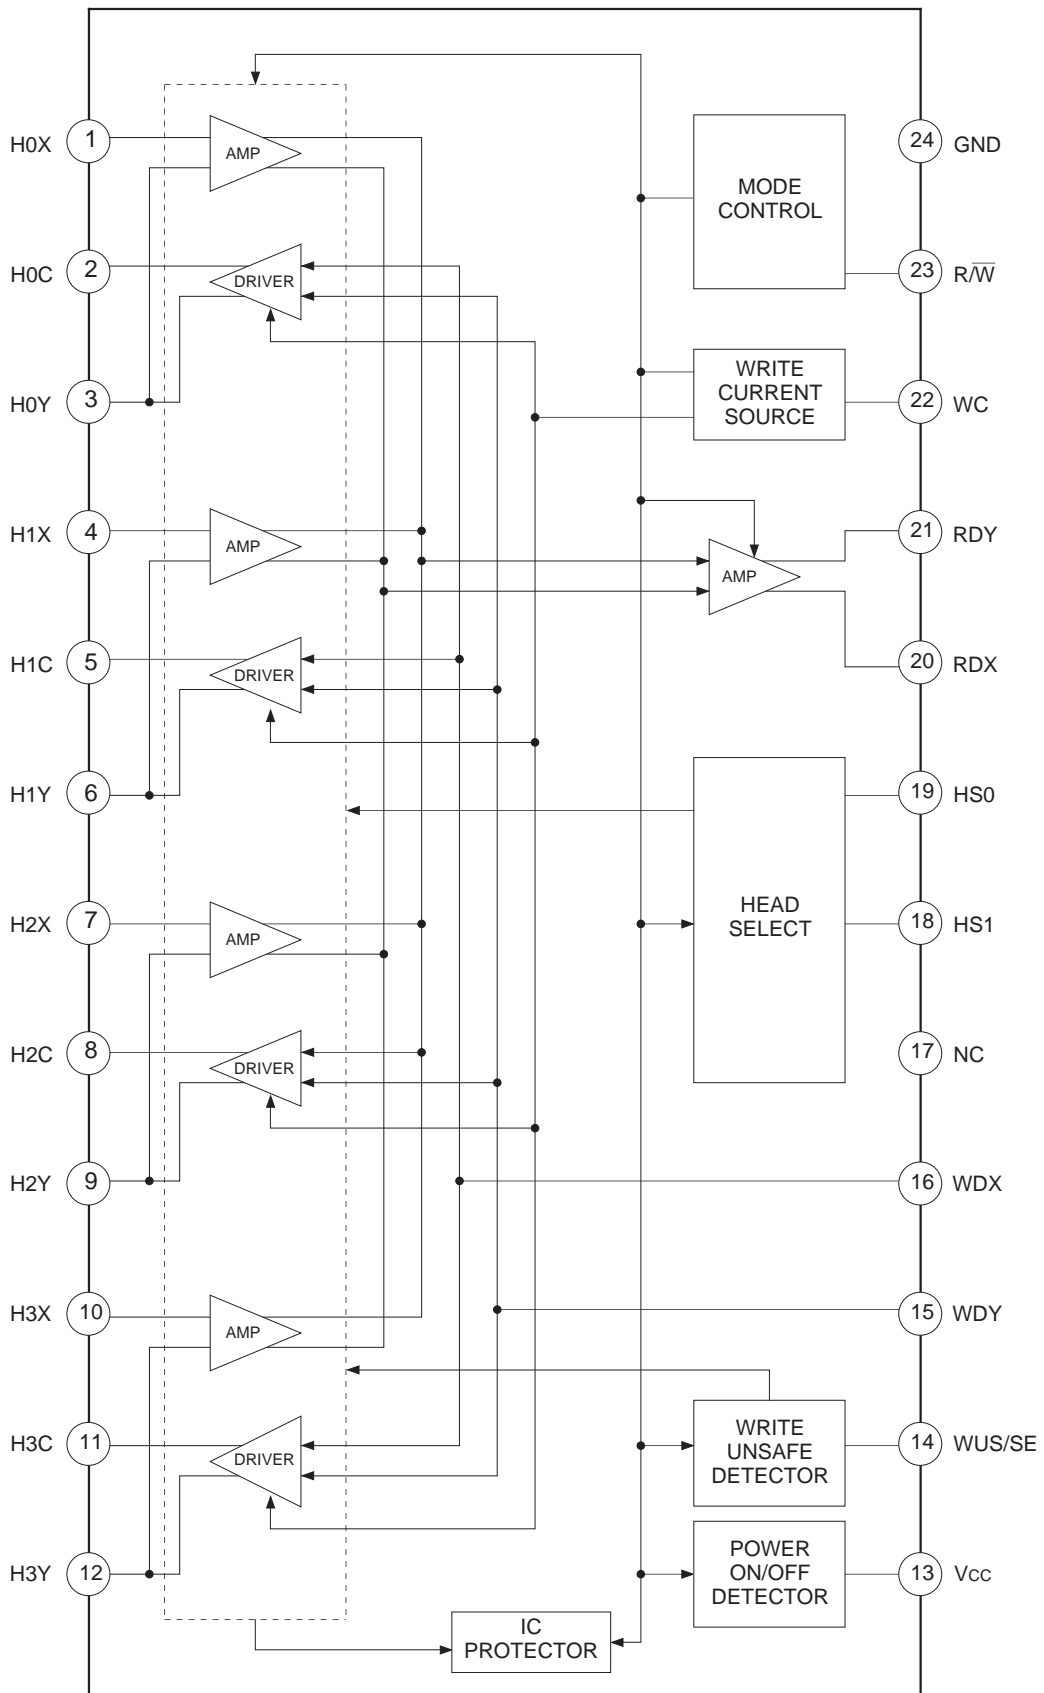 H0X
1
AMP
24
GND
MODE
CONTROL
H0C
2
DRIVER
23
R/W̅
H0Y
3
WRITE
CURRENT
SOURCE
22
WC
H1X
4
AMP
21
RDY
AMP
H1C
5
DRIVER
20
RDX
H1Y
6
19
HS0
H2X
7
AMP
HEAD
SELECT
18
HS1
H2C
8
DRIVER
17
NC
H2Y
9
16
WDX
H3X
10
AMP
15
WDY
H3C
11
DRIVER
WRITE
UNSAFE
DETECTOR
14
WUS/SE
H3Y
12
POWER
ON/OFF
DETECTOR
13
Vcc
IC
PROTECTOR